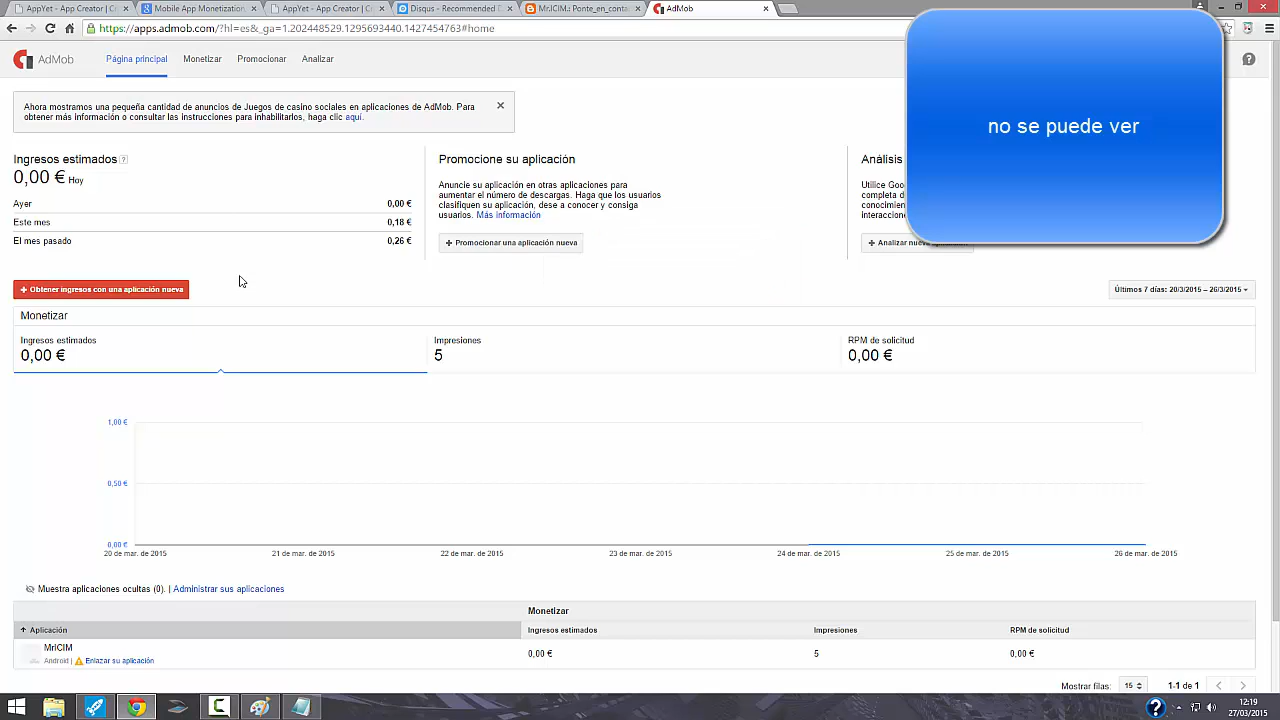 AppYet - App Creator | C
Mobile App Monetization
AppYet - App Creator | C
Disqus - Recommended T
MrICIM: Ponte_en_conta
AdMob
https://apps.admob.com/?hl=es&_ga=1.202448529.1295693440.1427454763#home
AdMob
Página principal
Monetizar
Promocionar
Analizar
Ahora mostramos una pequeña cantidad de anuncios de Juegos de casino sociales en aplicaciones de AdMob. Para
obtener más información o consultar las instrucciones para inhabilitarlos, haga clic aquí.
no se puede ver
Ingresos estimados ?
0,00 € Hoy
Ayer 0,00 €
Este mes 0,18 €
El mes pasado 0,26 €
Promocione su aplicación
Anuncie su aplicación en otras aplicaciones para
aumentar el número de descargas. Haga que los usuarios
clasifiquen su aplicación, dese a conocer y consiga
usuarios. Más información
+ Promocionar una aplicación nueva
Análisis
Utilice Goo
completa d
conocimien
interaccion
+ Analizar nueva aplicación
+ Obtener ingresos con una aplicación nueva
Últimos 7 días: 20/3/2015 – 26/3/2015
Monetizar
Ingresos estimados
0,00 €
Impresiones
5
RPM de solicitud
0,00 €
1,00 €
0,50 €
0,00 €
20 de mar. de 2015
21 de mar. de 2015
22 de mar. de 2015
23 de mar. de 2015
24 de mar. de 2015
25 de mar. de 2015
26 de mar. de 2015
Muestra aplicaciones ocultas (0). | Administrar sus aplicaciones
Monetizar
Aplicación
Ingresos estimados
Impresiones
RPM de solicitud
MrICIM
Android | Enlazar su aplicación
0,00 €
5
0,00 €
Mostrar filas: 15
1-1 de 1
12:19
27/03/2015